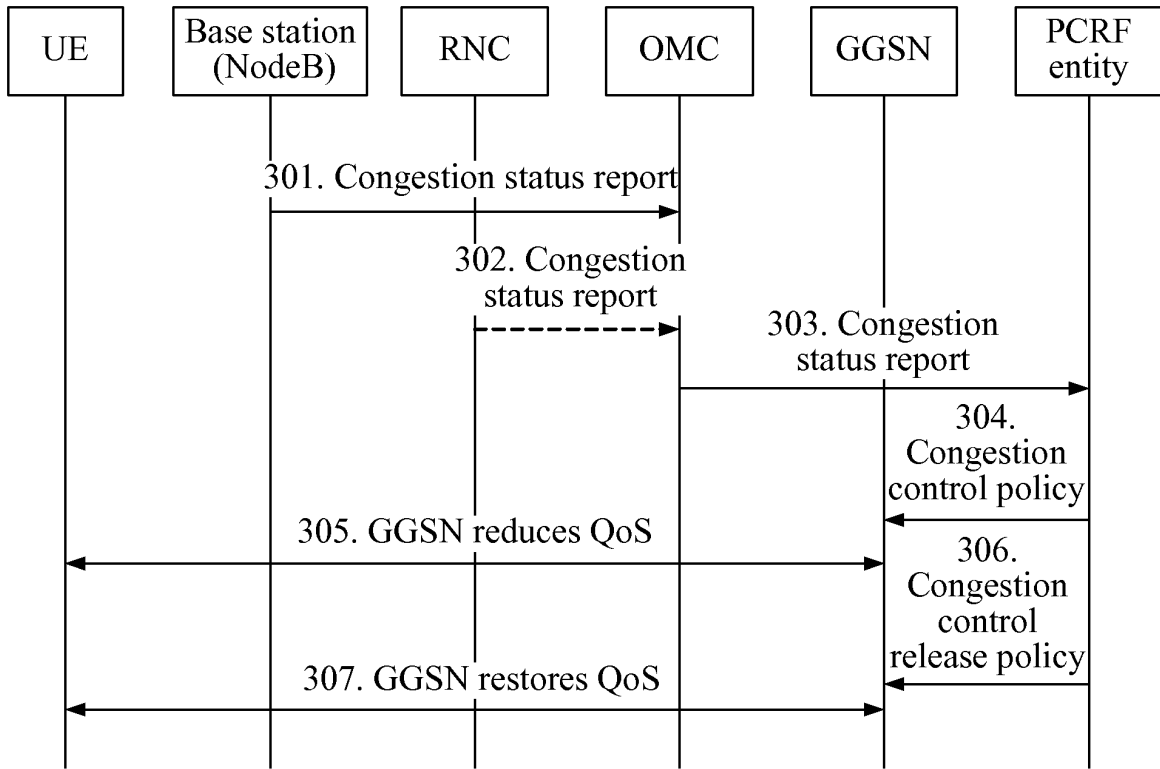 UE
Base station
(NodeB)
RNC
OMC
GGSN
PCRF
entity
301. Congestion status report
302. Congestion
status report
303. Congestion
status report
304.
Congestion
control policy
305. GGSN reduces QoS
306.
Congestion
control
release policy
307. GGSN restores QoS